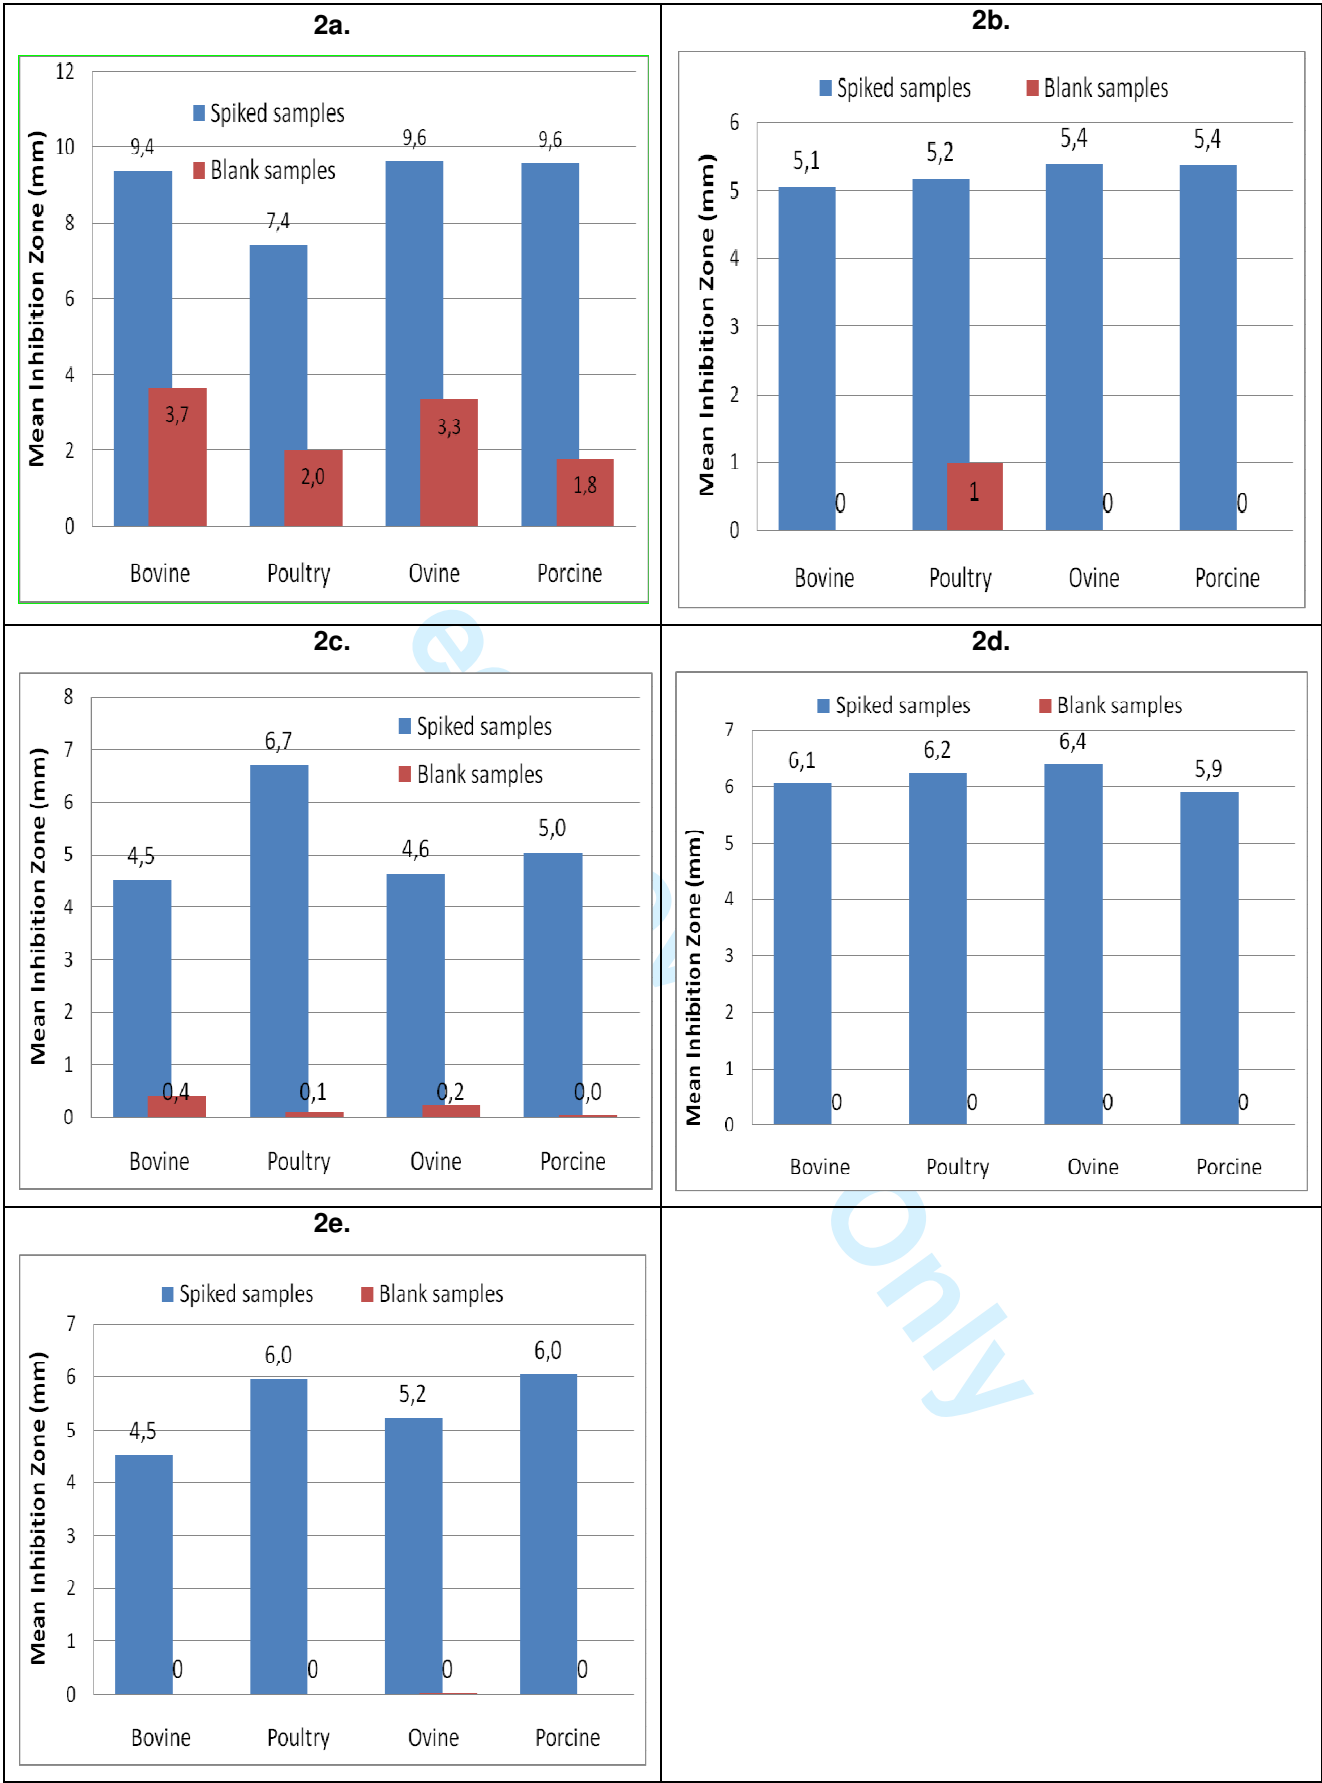 2a.
Mean Inhibition Zone (mm)
12
10
8
6
4
2
0
Spiked samples
Blank samples
9,4
7,4
9,6
9,6
3,7
2,0
3,3
1,8
Bovine
Poultry
Ovine
Porcine
2b.
Spiked samples
Blank samples
Mean Inhibition Zone (mm)
6
5
4
3
2
1
0
5,1
5,2
5,4
5,4
0
1
0
0
Bovine
Poultry
Ovine
Porcine
2c.
Mean Inhibition Zone (mm)
8
7
6
5
4
3
2
1
0
Spiked samples
Blank samples
4,5
6,7
4,6
5,0
0,4
0,1
0,2
0,0
Bovine
Poultry
Ovine
Porcine
2d.
Spiked samples
Blank samples
Mean Inhibition Zone (mm)
7
6
5
4
3
2
1
0
6,1
6,2
6,4
5,9
0
0
0
0
Bovine
Poultry
Ovine
Porcine
2e.
Spiked samples
Blank samples
Mean Inhibition Zone (mm)
7
6
5
4
3
2
1
0
4,5
6,0
5,2
6,0
0
0
0
0
Bovine
Poultry
Ovine
Porcine
Only